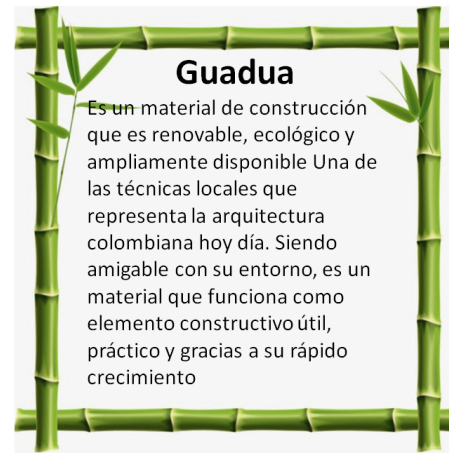 Guadua
Es un material de construcción
que es renovable, ecológico y
ampliamente disponible Una de
las técnicas locales que
representa la arquitectura
colombiana hoy día. Siendo
amigable con su entorno, es un
material que funciona como
elemento constructivo útil,
práctico y gracias a su rápido
crecimiento